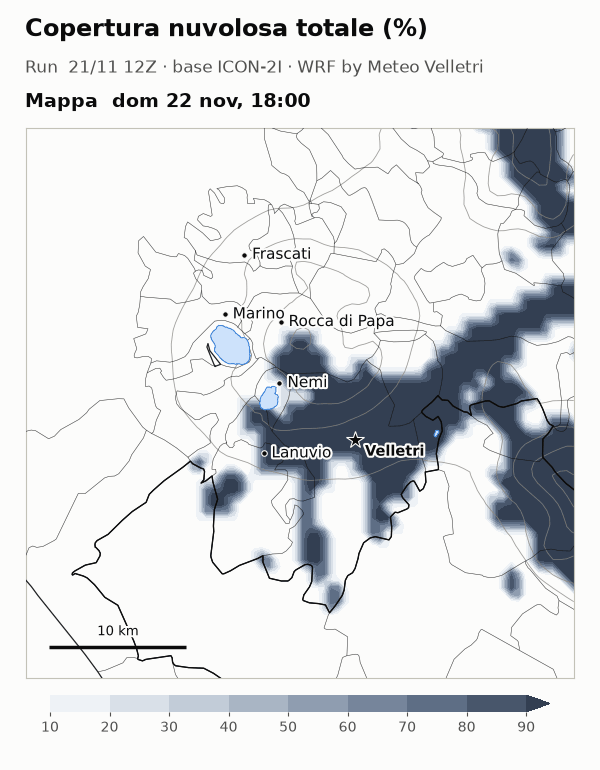 Copertura nuvolosa totale (%)
Run  21/11 12Z · base ICON-2I · WRF by Meteo Velletri
Mappa  dom 22 nov, 18:00
Frascati
Marino
Rocca di Papa
Nemi
Velletri
Lanuvio
10 km
10 20 30 40 50 60 70 80 90